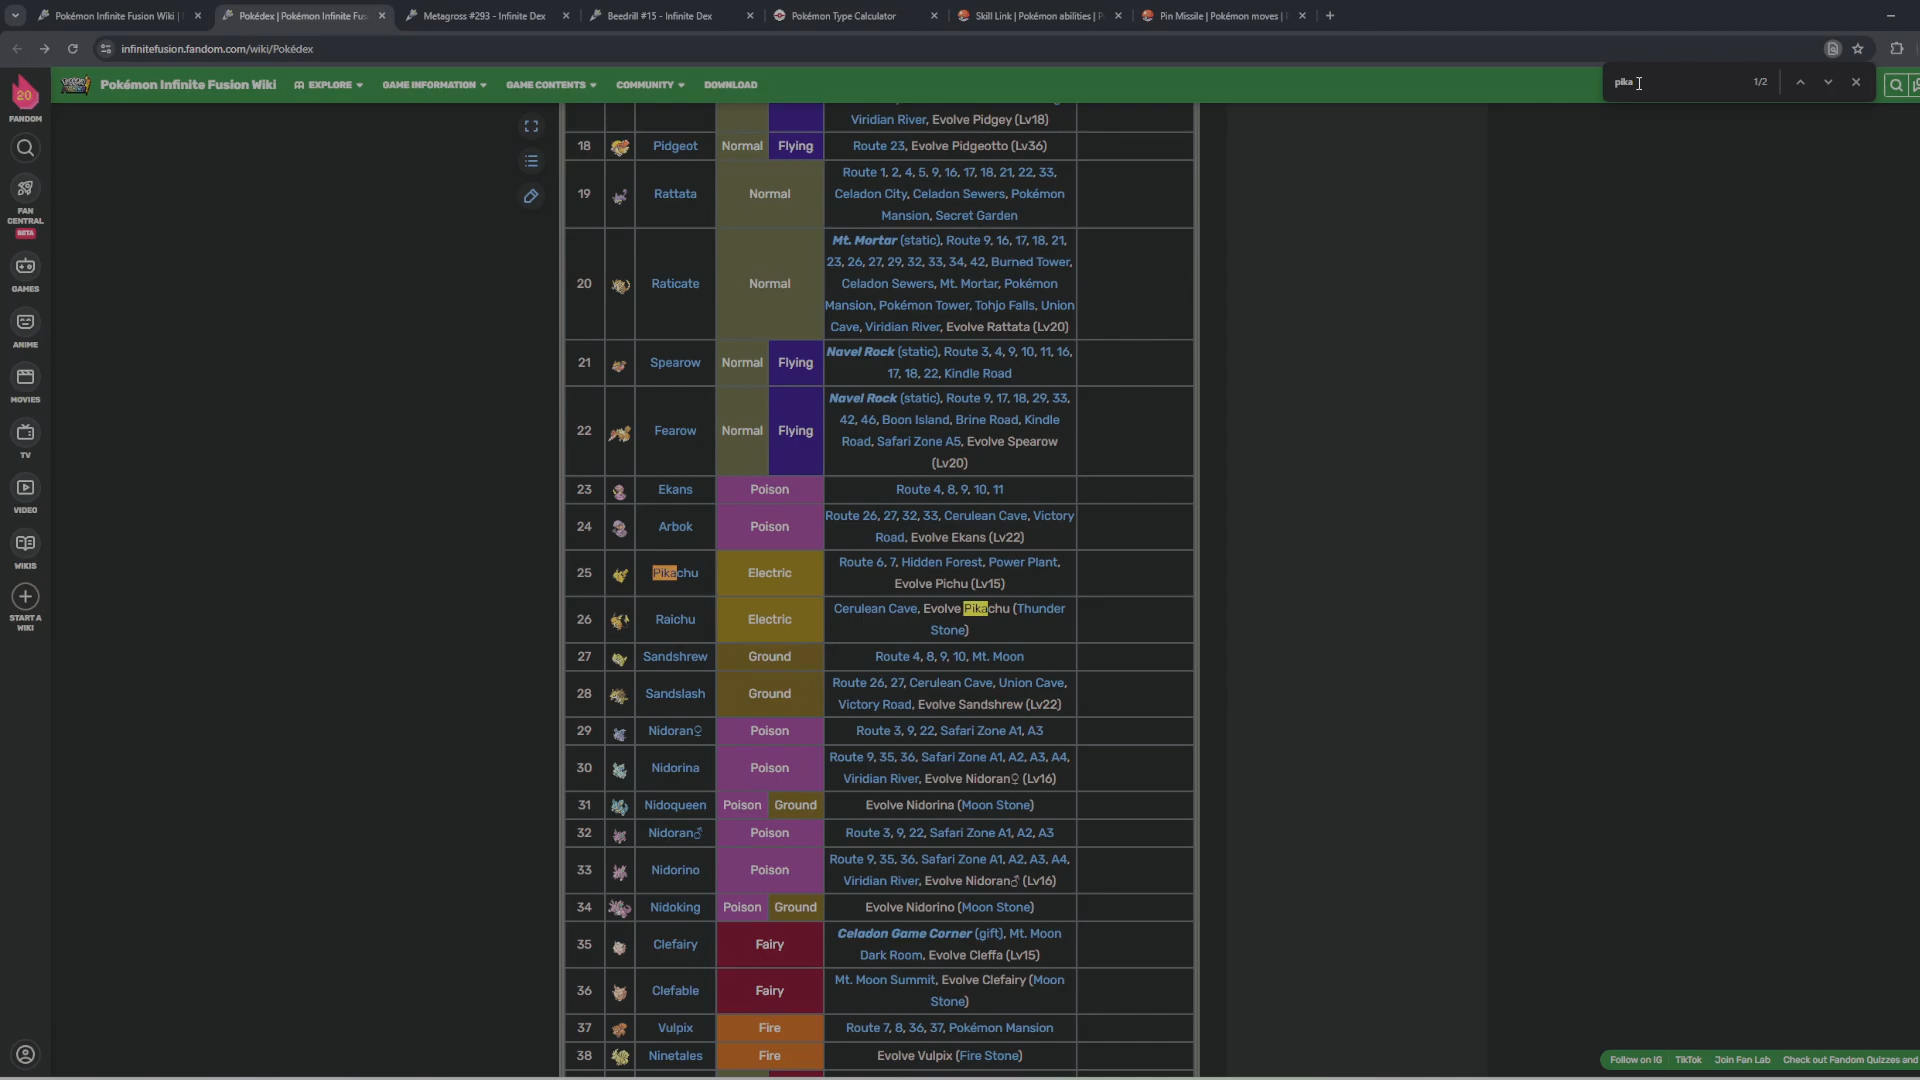 Pokémon Infinite Fusion Wiki |
Pokédex | Pokémon Infinite Fus
Metagross #293 - Infinite Dex
Beedrill #15 - Infinite Dex
Pokémon Type Calculator
Skill Link | Pokémon abilities | P
Pin Missile | Pokémon moves |
infinitefusion.fandom.com/wiki/Pokédex
20
FANDOM
Pokémon Infinite Fusion Wiki
EXPLORE
GAME INFORMATION
GAME CONTENTS
COMMUNITY
DOWNLOAD
pika
1/2
FAN
CENTRAL
BETA
GAMES
ANIME
MOVIES
TV
VIDEO
WIKIS
START A
WIKI
Viridian River, Evolve Pidgey (Lv18)
18 Pidgeot Normal Flying Route 23, Evolve Pidgeotto (Lv36)
19 Rattata Normal Route 1, 2, 4, 5, 9, 16, 17, 18, 21, 22, 33,
Celadon City, Celadon Sewers, Pokémon
Mansion, Secret Garden
20 Raticate Normal Mt. Mortar (static), Route 9, 16, 17, 18, 21,
23, 26, 27, 29, 32, 33, 34, 42, Burned Tower,
Celadon Sewers, Mt. Mortar, Pokémon
Mansion, Pokémon Tower, Tohjo Falls, Union
Cave, Viridian River, Evolve Rattata (Lv20)
21 Spearow Normal Flying Navel Rock (static), Route 3, 4, 9, 10, 11, 16,
17, 18, 22, Kindle Road
22 Fearow Normal Flying Navel Rock (static), Route 9, 17, 18, 29, 33,
42, 46, Boon Island, Brine Road, Kindle
Road, Safari Zone A5, Evolve Spearow
(Lv20)
23 Ekans Poison Route 4, 8, 9, 10, 11
24 Arbok Poison Route 26, 27, 32, 33, Cerulean Cave, Victory
Road, Evolve Ekans (Lv22)
25 Pikachu Electric Route 6, 7, Hidden Forest, Power Plant,
Evolve Pichu (Lv15)
26 Raichu Electric Cerulean Cave, Evolve Pikachu (Thunder
Stone)
27 Sandshrew Ground Route 4, 8, 9, 10, Mt. Moon
28 Sandslash Ground Route 26, 27, Cerulean Cave, Union Cave,
Victory Road, Evolve Sandshrew (Lv22)
29 Nidoran♀ Poison Route 3, 9, 22, Safari Zone A1, A3
30 Nidorina Poison Route 9, 35, 36, Safari Zone A1, A2, A3, A4,
Viridian River, Evolve Nidoran♀ (Lv16)
31 Nidoqueen Poison Ground Evolve Nidorina (Moon Stone)
32 Nidoran♂ Poison Route 3, 9, 22, Safari Zone A1, A2, A3
33 Nidorino Poison Route 9, 35, 36, Safari Zone A1, A2, A3, A4,
Viridian River, Evolve Nidoran♂ (Lv16)
34 Nidoking Poison Ground Evolve Nidorino (Moon Stone)
35 Clefairy Fairy Celadon Game Corner (gift), Mt. Moon
Dark Room, Evolve Cleffa (Lv15)
36 Clefable Fairy Mt. Moon Summit, Evolve Clefairy (Moon
Stone)
37 Vulpix Fire Route 7, 8, 36, 37, Pokémon Mansion
38 Ninetales Fire Evolve Vulpix (Fire Stone)
Follow on IG TikTok Join Fan Lab Check out Fandom Quizzes and